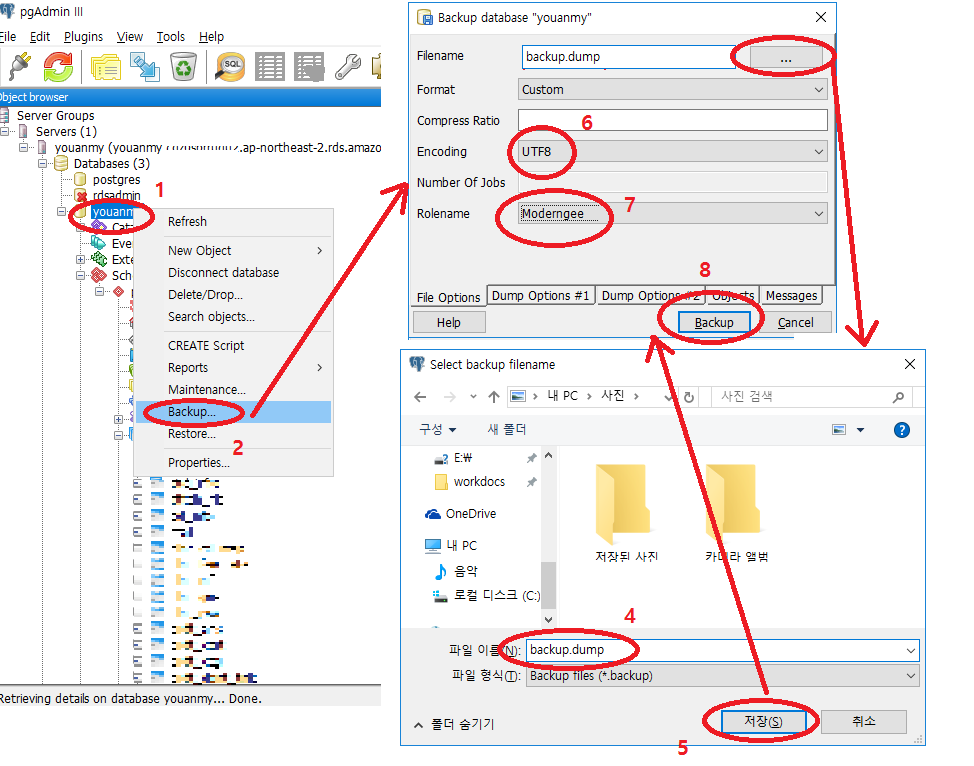 pgAdmin III
File Edit Plugins View Tools Help
SQL
Object browser
Server Groups
Servers (1)
youanmy (youanmy.
.ap-northeast-2.rds.amazo
Databases (3)
postgres
rdsadmin
youanmy
Cata
Eve
Exte
Sch
1
Refresh
New Object
Disconnect database
Delete/Drop...
Search objects...
CREATE Script
Reports
Maintenance...
Backup...
Restore...
Properties...
2
Retrieving details on database youanmy... Done.
Backup database "youanmy"
Filename backup.dump ...
Format Custom
Compress Ratio
6
Encoding UTF8
Number Of Jobs
Rolename Moderngee
7
8
File Options Dump Options #1 Dump Options #2 Objects Messages
Help Backup Cancel
Select backup filename
내 PC 사진 사진 검색
구성 새 폴더
E:₩
workdocs
OneDrive
내 PC
음악
로컬 디스크 (C:)
저장된 사진 카메라 앨범
4
파일 이름(N): backup.dump
파일 형식(T): Backup files (*.backup)
폴더 숨기기 저장(S) 취소
5